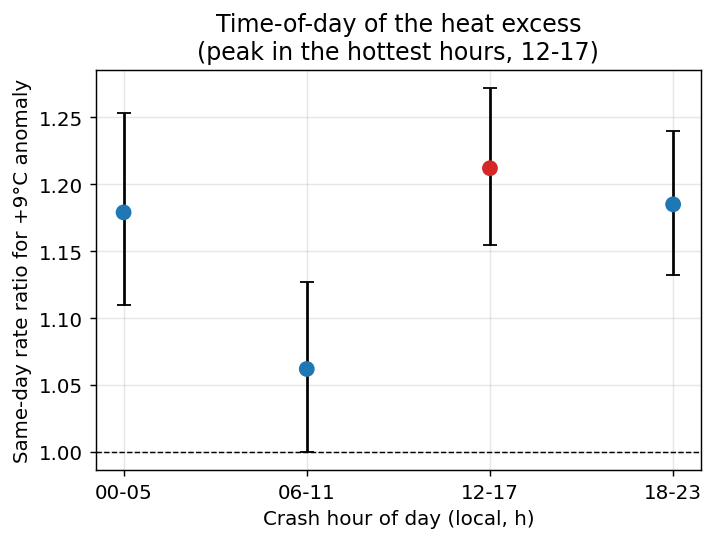 Time-of-day of the heat excess
(peak in the hottest hours, 12-17)
Same-day rate ratio for +9°C anomaly
1.25
1.20
1.15
1.10
1.05
1.00
00-05
06-11
12-17
18-23
Crash hour of day (local, h)